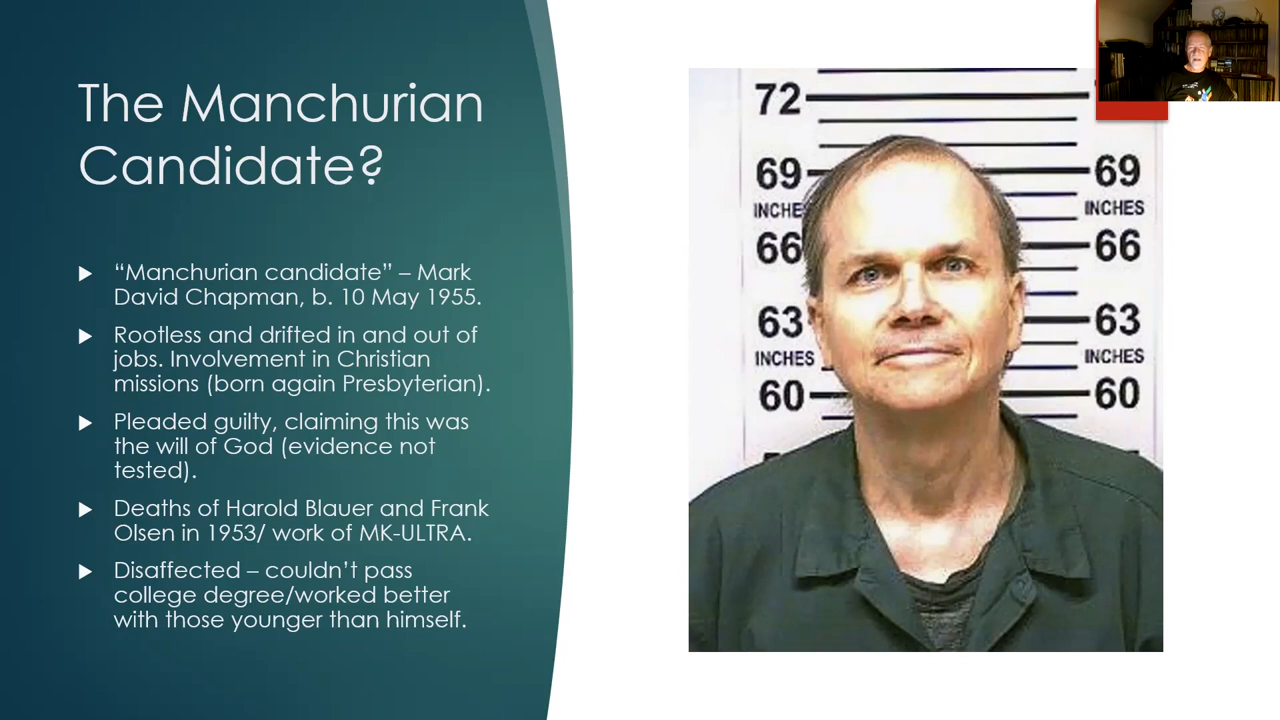 The Manchurian
Candidate?
“Manchurian candidate” – Mark
David Chapman, b. 10 May 1955.
Rootless and drifted in and out of
jobs. Involvement in Christian
missions (born again Presbyterian).
Pleaded guilty, claiming this was
the will of God (evidence not
tested).
Deaths of Harold Blauer and Frank
Olsen in 1953/ work of MK-ULTRA.
Disaffected – couldn’t pass
college degree/worked better
with those younger than himself.
72
69 69
INCHES INCHES
66 66
63 63
INCHES INCHES
60 60